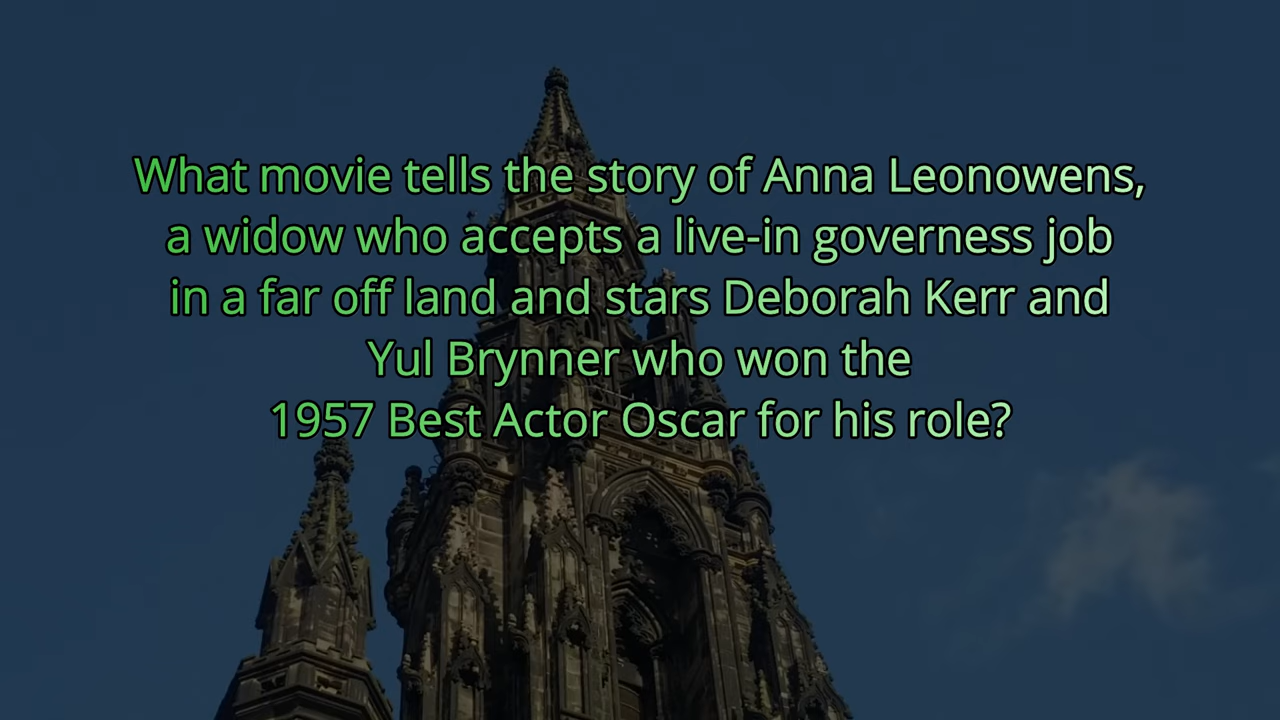 What movie tells the story of Anna Leonowens,
a widow who accepts a live-in governess job
in a far off land and stars Deborah Kerr and
Yul Brynner who won the
1957 Best Actor Oscar for his role?